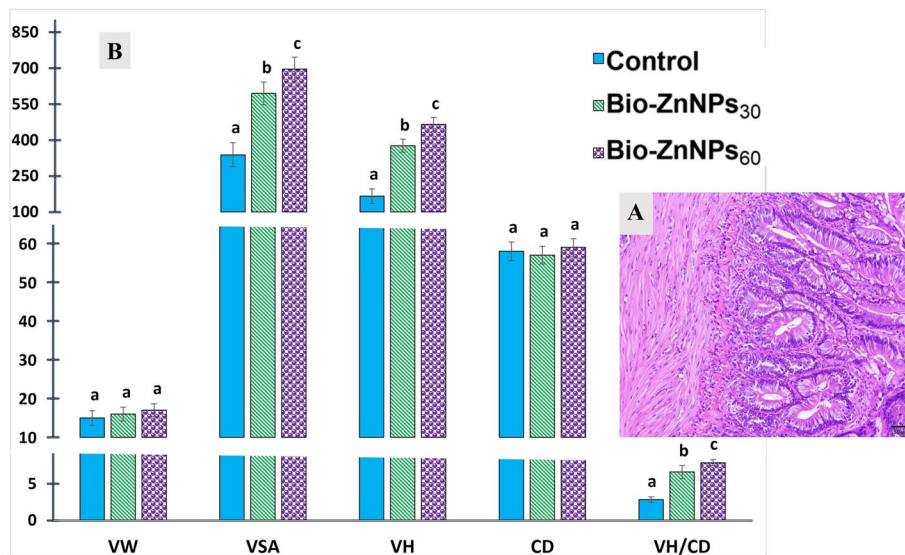 850
700
550
400
250
100
60
50
40
30
20
10
5
0
B
Control
Bio-ZnNPs₃₀
Bio-ZnNPs₆₀
A
a a a
a b c
a b c
a a a
a b c
VW VSA VH CD VH/CD